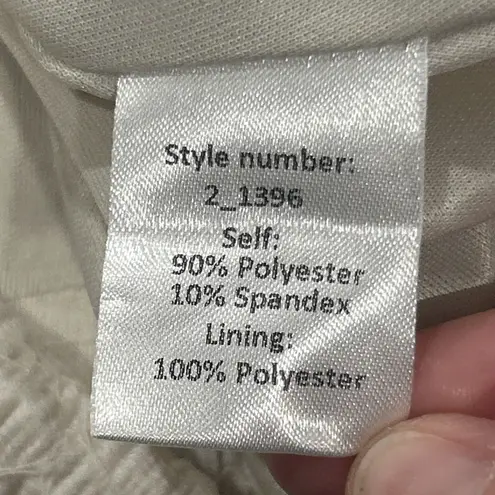 Style number:
2_1396
Self:
90% Polyester
10% Spandex
Lining:
100% Polyester